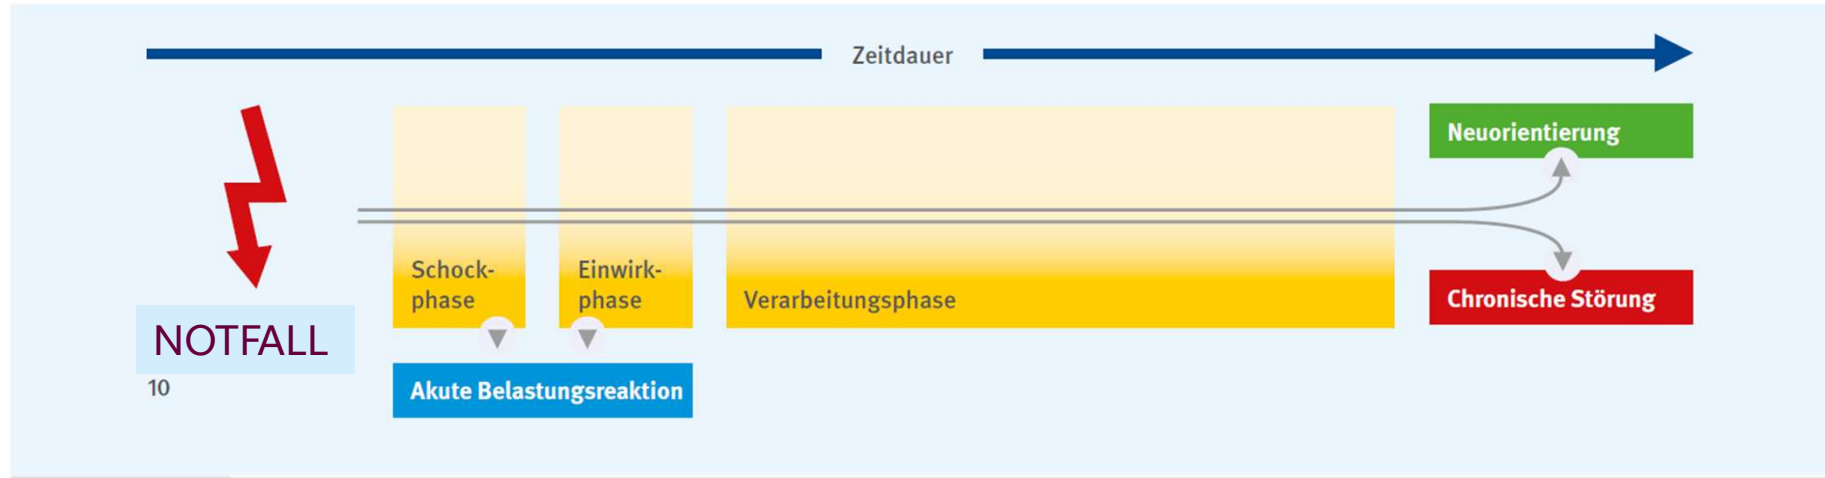 Zeitdauer
Neuorientierung
Schock-
phase
Einwirk-
phase
Verarbeitungsphase
Chronische Störung
NOTFALL
10
Akute Belastungsreaktion